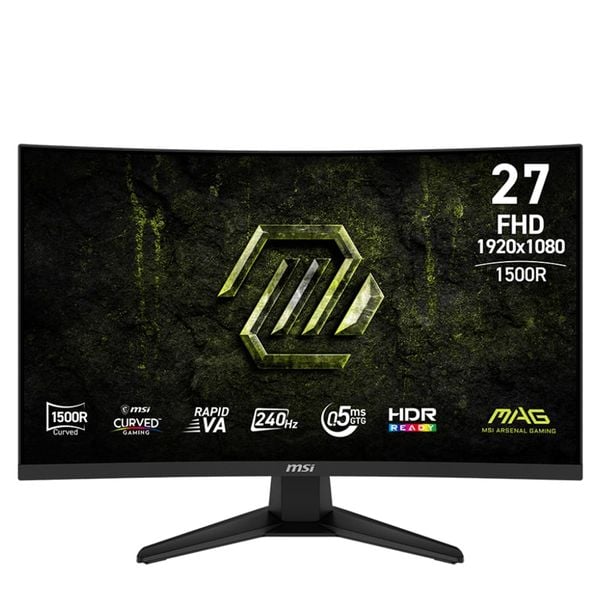 27
FHD
1920x1080
1500R
1500R
Curved
msi
CURVED
GAMING
RAPID
VA
240Hz
0.5ms
GTG
HDR
READY
MAG
MSI ARSENAL GAMING
msi